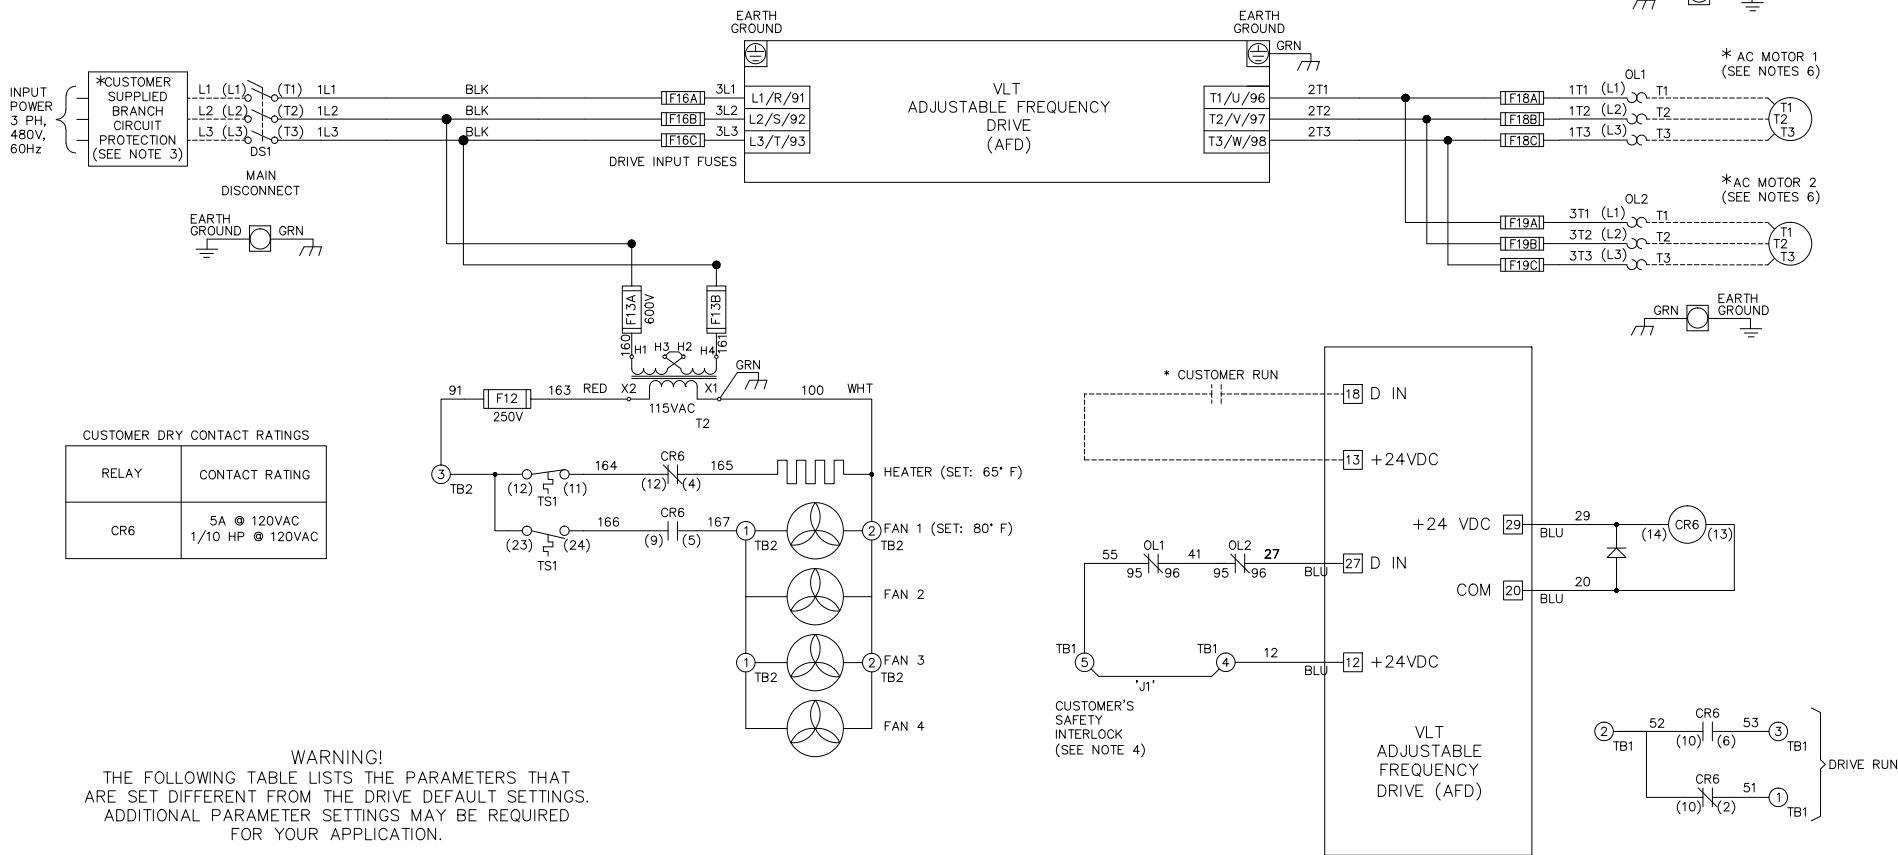 EARTH
GROUND
EARTH
GROUND
GRN
VLT
ADJUSTABLE FREQUENCY
DRIVE
(AFD)
INPUT
POWER
3 PH,
480V,
60Hz
*CUSTOMER
SUPPLIED
BRANCH
CIRCUIT
PROTECTION
(SEE NOTE 3)
L1 (L1) (T1) 1L1 BLK F16A 3L1 L1/R/91
L2 (L2) (T2) 1L2 BLK F16B 3L2 L2/S/92
L3 (L3) (T3) 1L3 BLK F16C 3L3 L3/T/93
DS1
MAIN
DISCONNECT
DRIVE INPUT FUSES
T1/U/96 2T1 F18A 1T1 (L1) T1
T2/V/97 2T2 F18B 1T2 (L2) T2
T3/W/98 2T3 F18C 1T3 (L3) T3
OL1
* AC MOTOR 1
(SEE NOTES 6)
T1
T2
T3
*AC MOTOR 2
(SEE NOTES 6)
OL2
F19A 3T1 (L1) T1
F19B 3T2 (L2) T2
F19C 3T3 (L3) T3
T1
T2
T3
EARTH
GROUND
GRN
GRN
EARTH
GROUND
F13A
600V
F13B
160
161
H1 H3 H2 H4
GRN
91 F12 163 RED X2 X1 100 WHT
250V
115VAC
T2
CUSTOMER DRY CONTACT RATINGS
RELAY CONTACT RATING
CR6
5A @ 120VAC
1/10 HP @ 120VAC
3
TB2
(12) (11)
TS1
164
CR6
(12) (4)
165
HEATER (SET: 65° F)
(23) (24)
TS1
166
CR6
(9) (5)
167
1
TB2
2
TB2
FAN 1 (SET: 80° F)
FAN 2
1
TB2
2
TB2
FAN 3
FAN 4
* CUSTOMER RUN
18 D IN
13 +24VDC
+24 VDC 29
29
BLU
(14) CR6 (13)
55 OL1 41 OL2 27
95 96 95 96
BLU
27 D IN
COM 20
20
BLU
TB1
5
TB1
4
'J1'
12
BLU
12 +24VDC
CUSTOMER'S
SAFETY
INTERLOCK
(SEE NOTE 4)
VLT
ADJUSTABLE
FREQUENCY
DRIVE (AFD)
2
TB1
52
CR6
(10) (6)
53
3
TB1
CR6
(10) (2)
51
1
TB1
DRIVE RUN
WARNING!
THE FOLLOWING TABLE LISTS THE PARAMETERS THAT
ARE SET DIFFERENT FROM THE DRIVE DEFAULT SETTINGS.
ADDITIONAL PARAMETER SETTINGS MAY BE REQUIRED
FOR YOUR APPLICATION.